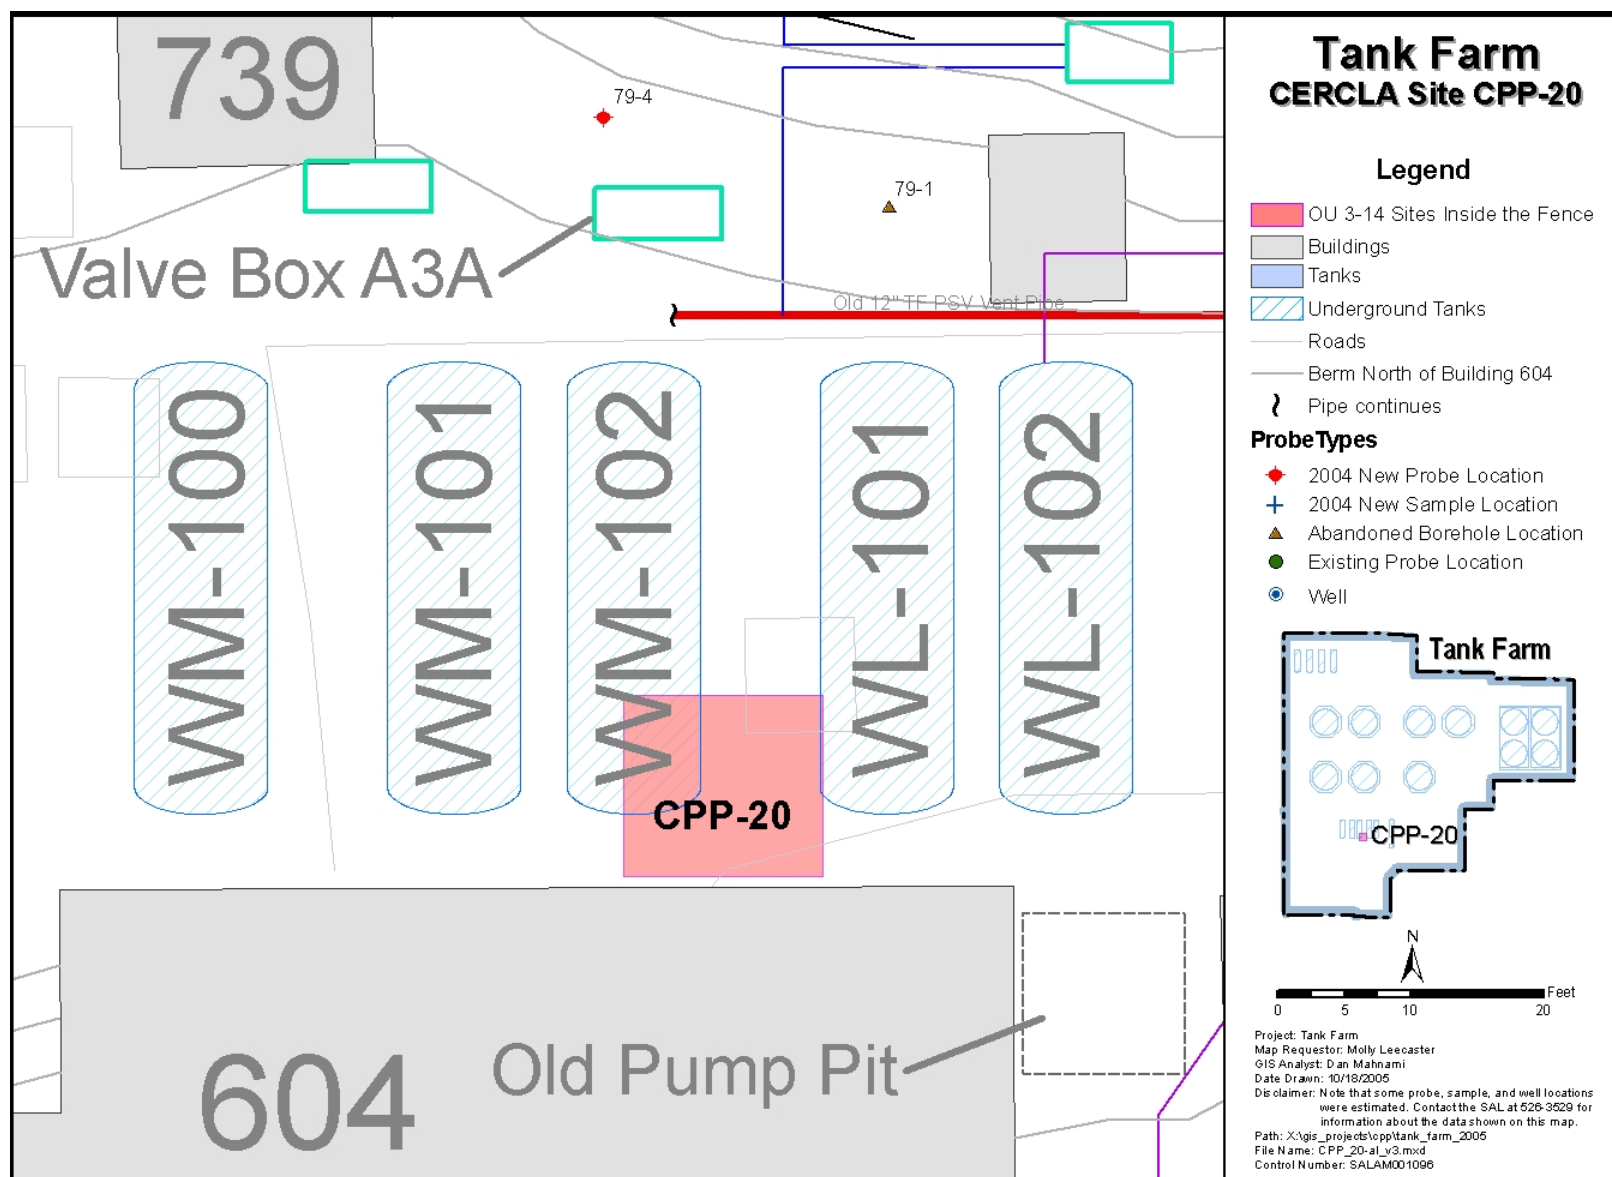 739
79-4
79-1
Valve Box A3A
Old 12" TF PSV Vent Pipe
WM-100
WM-101
WM-102
WL-101
WL-102
CPP-20
604
Old Pump Pit
Tank Farm
CERCLA Site CPP-20
Legend
OU 3-14 Sites Inside the Fence
Buildings
Tanks
Underground Tanks
Roads
Berm North of Building 604
Pipe continues
ProbeTypes
2004 New Probe Location
2004 New Sample Location
Abandoned Borehole Location
Existing Probe Location
Well
Tank Farm
CPP-20
N
Feet
0 5 10 20
Project: Tank Farm
Map Requestor: Molly Leecaster
GIS Analyst: Dan Mahnami
Date Drawn: 10/18/2005
Disclaimer: Note that some probe, sample, and well locations
were estimated. Contact the SAL at 526-3529 for
information about the data shown on this map.
Path: X:\gis_projects\cpp\tank_farm_2005
File Name: CPP_20-al_v3.mxd
Control Number: SALAM001096